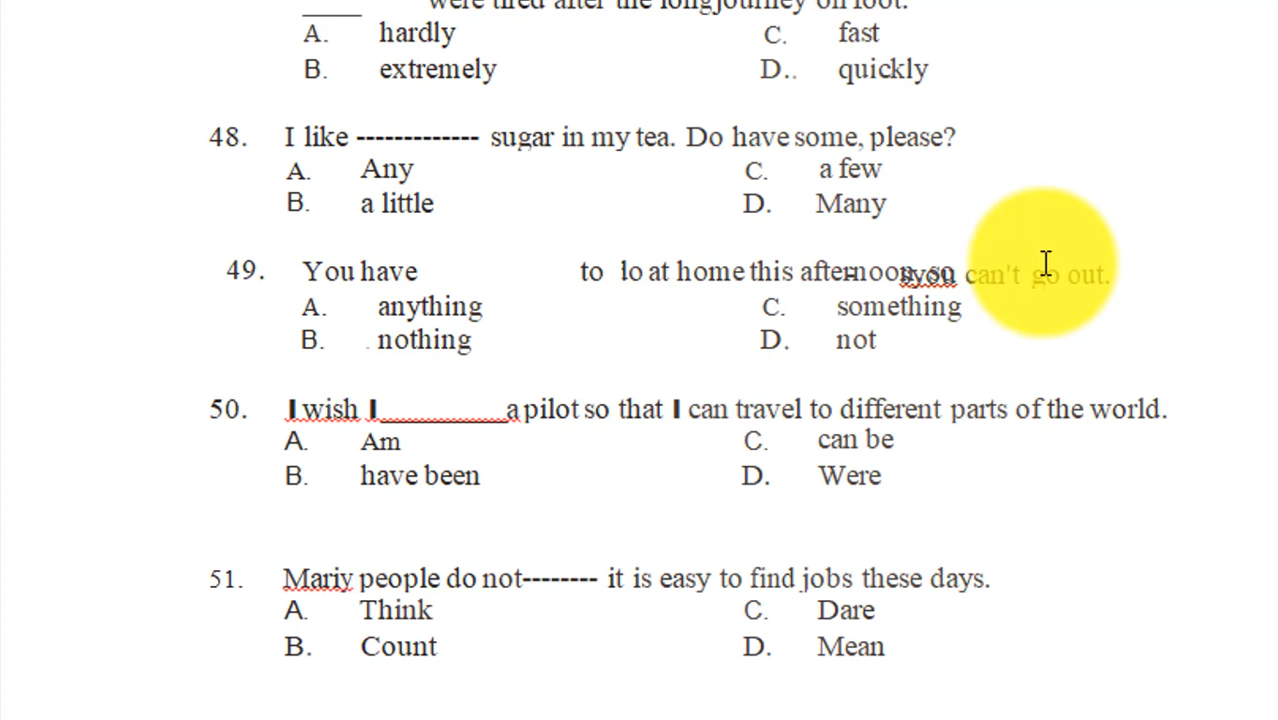 ____ were tired after the long journey on foot.
A. hardly C. fast
B. extremely D.. quickly
48. I like ------------- sugar in my tea. Do have some, please?
A. Any C. a few
B. a little D. Many
49. You have to lo at home this afternoon, so you can't go out.
A. anything C. something
B. nothing D. not
50. I wish I_________a pilot so that I can travel to different parts of the world.
A. Am C. can be
B. have been D. Were
51. Mariy people do not-------- it is easy to find jobs these days.
A. Think C. Dare
B. Count D. Mean